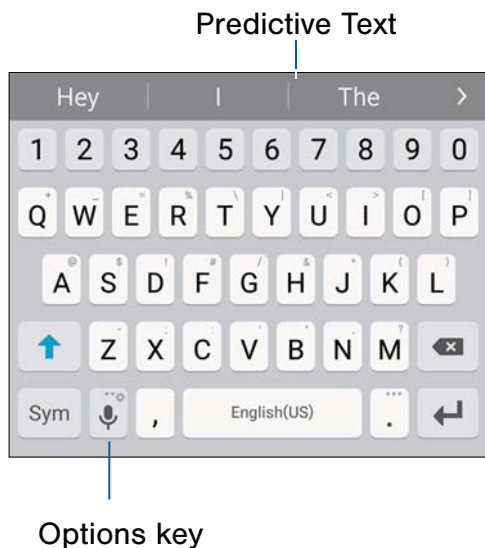 Predictive Text
Hey I The >
1 2 3 4 5 6 7 8 9 0
+ _ = % \ | < > [ ]
Q W E R T Y U I O P
@ $ ! # / & * ( )
A S D F G H J K L
Z X C V B N M
Sym , English(US) .
Options key